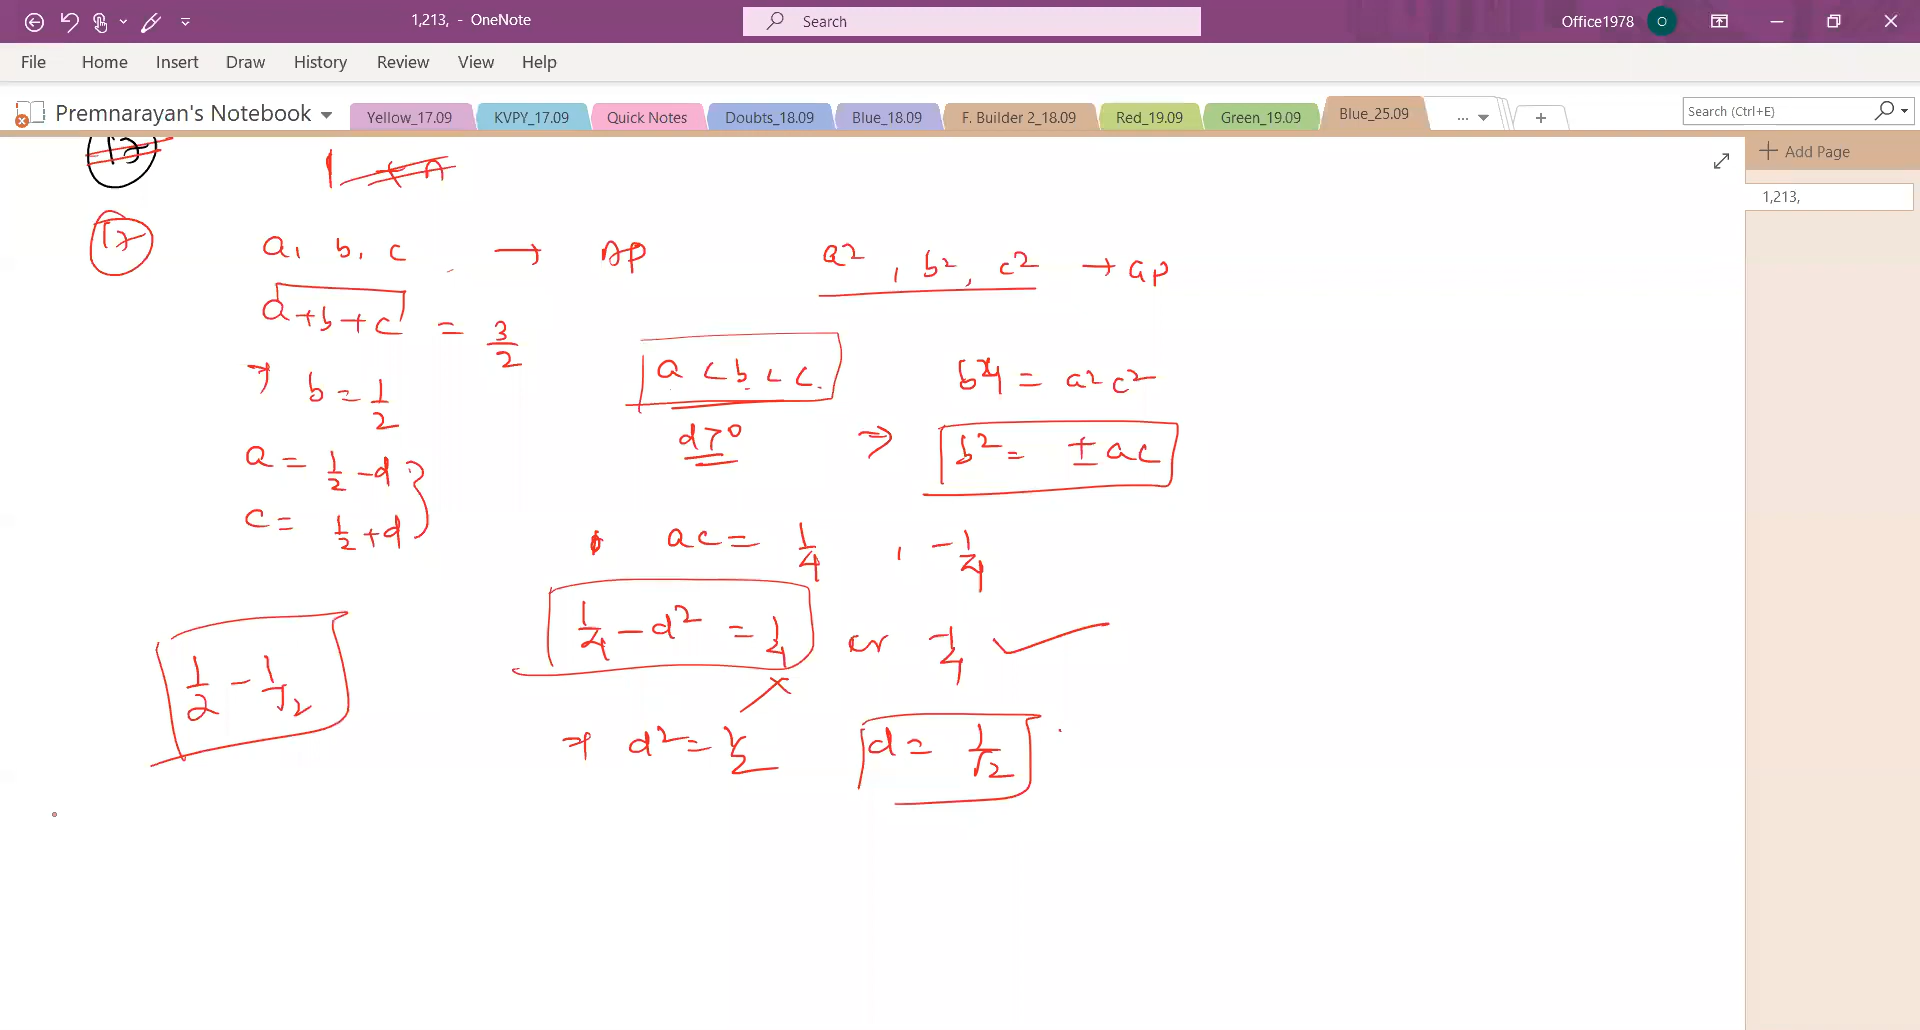 1,213, - OneNote
Search
Office1978
O
File Home Insert Draw History Review View Help
Premnarayan's Notebook
Yellow_17.09 KVPY_17.09 Quick Notes Doubts_18.09 Blue_18.09 F. Builder 2_18.09 Red_19.09 Green_19.09 Blue_25.09 ... +
Search (Ctrl+E)
+ Add Page
1,213,
17
a, b, c → AP
a², b², c² → GP
a+b+c = 3/2
a < b < c
d>0
⇒ b = 1/2
b⁴ = a²c²
a = 1/2 - d
⇒ b² = ± ac
c = 1/2 + d
ac = 1/4 , -1/4
1/4 - d² = 1/4 or -1/4 ✓
×
1/2 - 1/√2
⇒ d² = 1/2
d = 1/√2